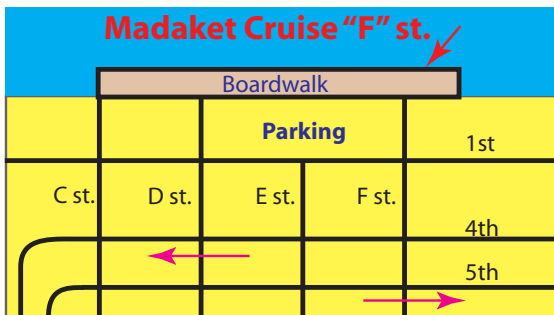 Madaket Cruise “F” st.
Boardwalk
Parking
1st
C st. D st. E st. F st.
4th
5th